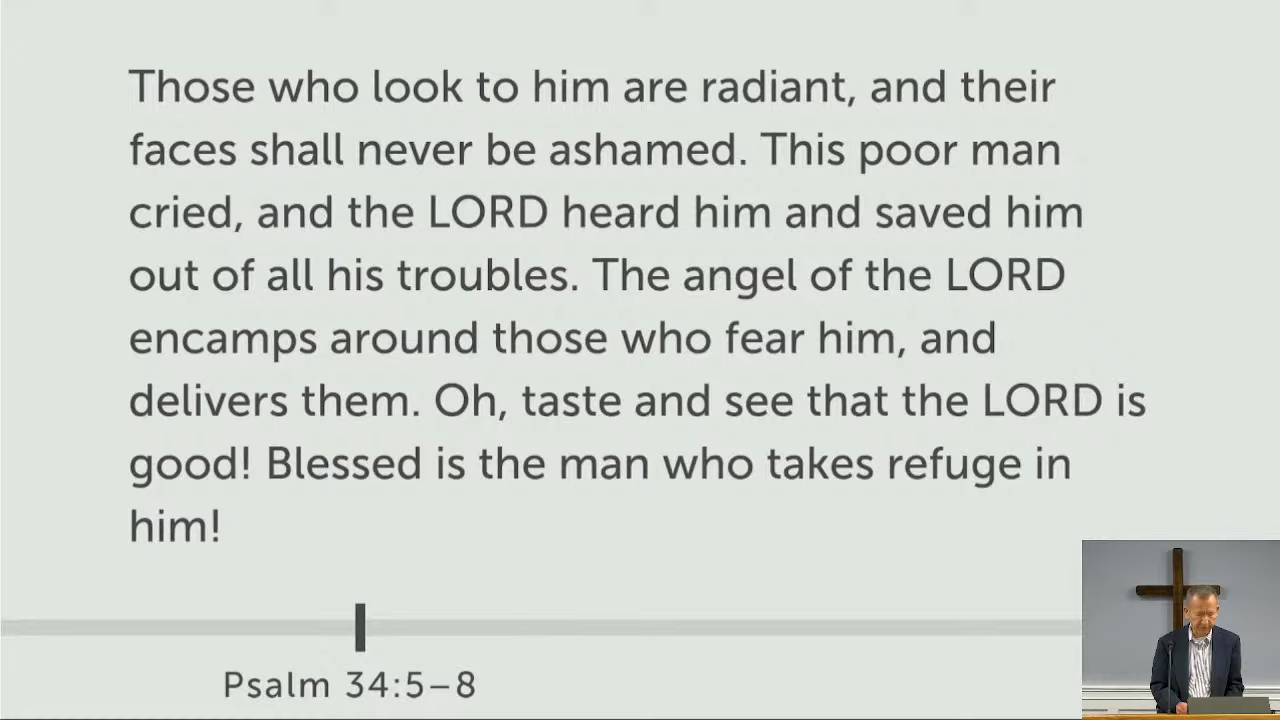 Those who look to him are radiant, and their
faces shall never be ashamed. This poor man
cried, and the LORD heard him and saved him
out of all his troubles. The angel of the LORD
encamps around those who fear him, and
delivers them. Oh, taste and see that the LORD is
good! Blessed is the man who takes refuge in
him!
Psalm 34:5–8